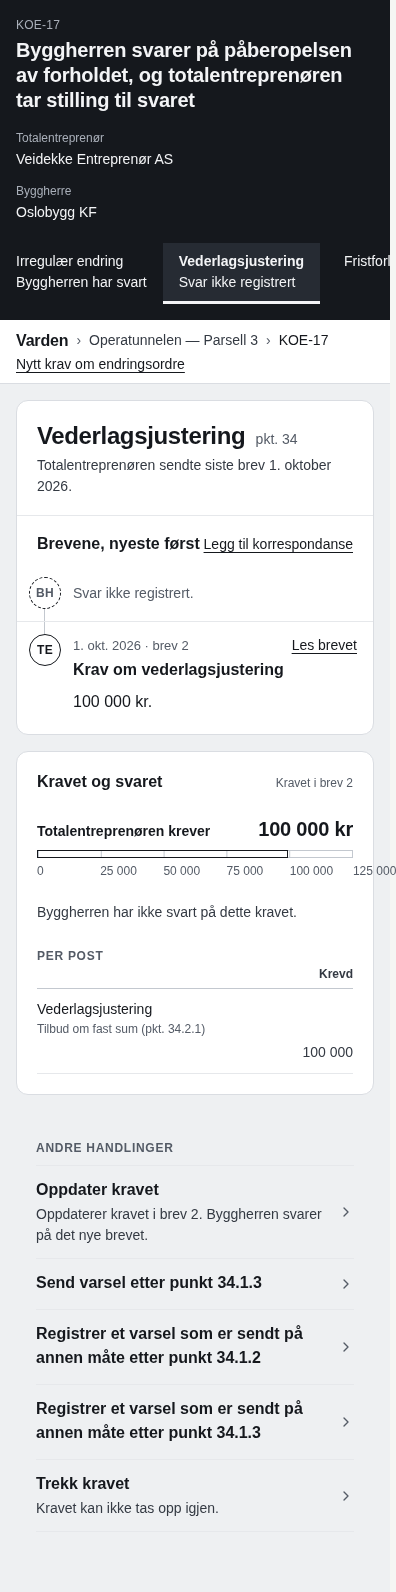 KOE-17
Byggherren svarer på påberopelsen
av forholdet, og totalentreprenøren
tar stilling til svaret
Totalentreprenør
Veidekke Entreprenør AS
Byggherre
Oslobygg KF
Irregulær endring
Byggherren har svart
Vederlagsjustering
Svar ikke registrert
Varden › Operatunnelen — Parsell 3 › KOE-17
Nytt krav om endringsordre
Vederlagsjustering pkt. 34
Totalentreprenøren sendte siste brev 1. oktober
2026.
Brevene, nyeste først Legg til korrespondanse
BH Svar ikke registrert.
TE 1. okt. 2026 · brev 2 Les brevet
Krav om vederlagsjustering
100 000 kr.
Kravet og svaret Kravet i brev 2
Totalentreprenøren krever 100 000 kr
0 25 000 50 000 75 000 100 000 125 000
Byggherren har ikke svart på dette kravet.
PER POST
Krevd
Vederlagsjustering
Tilbud om fast sum (pkt. 34.2.1)
100 000
ANDRE HANDLINGER
Oppdater kravet
Oppdaterer kravet i brev 2. Byggherren svarer
på det nye brevet.
Send varsel etter punkt 34.1.3
Registrer et varsel som er sendt på
annen måte etter punkt 34.1.2
Registrer et varsel som er sendt på
annen måte etter punkt 34.1.3
Trekk kravet
Kravet kan ikke tas opp igjen.